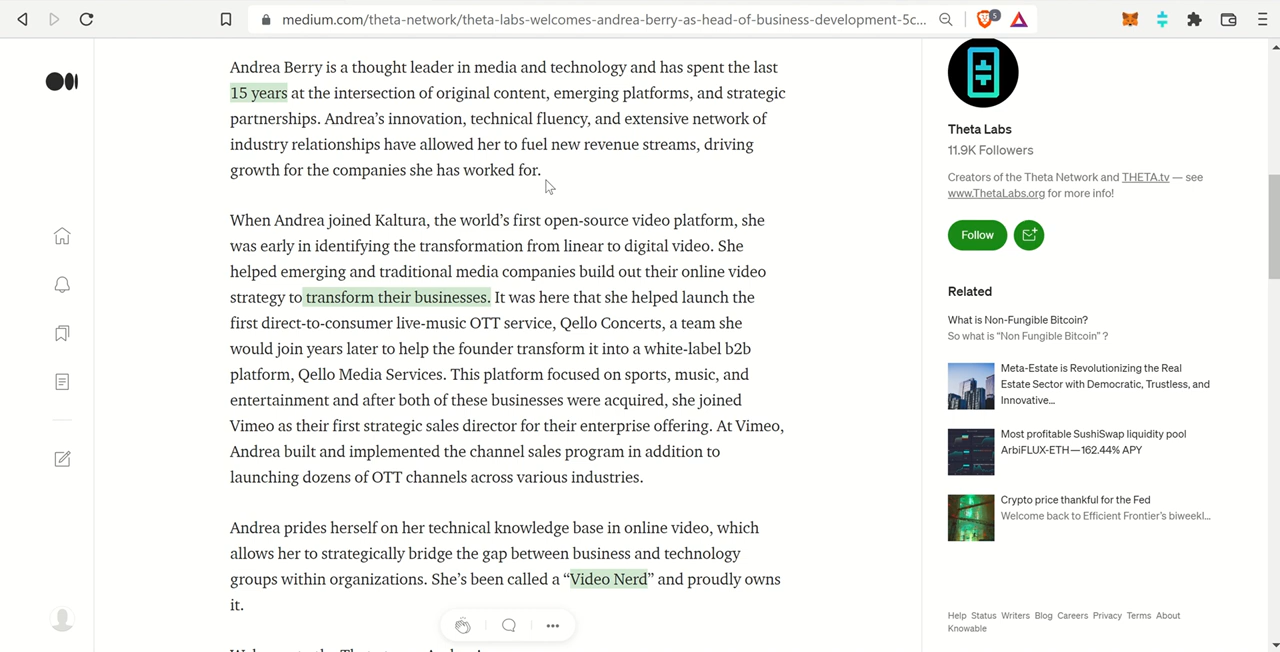 medium.com/theta-network/theta-labs-welcomes-andrea-berry-as-head-of-business-development-5c...
5
Andrea Berry is a thought leader in media and technology and has spent the last
15 years at the intersection of original content, emerging platforms, and strategic
partnerships. Andrea’s innovation, technical fluency, and extensive network of
industry relationships have allowed her to fuel new revenue streams, driving
growth for the companies she has worked for.
When Andrea joined Kaltura, the world’s first open-source video platform, she
was early in identifying the transformation from linear to digital video. She
helped emerging and traditional media companies build out their online video
strategy to transform their businesses. It was here that she helped launch the
first direct-to-consumer live-music OTT service, Qello Concerts, a team she
would join years later to help the founder transform it into a white-label b2b
platform, Qello Media Services. This platform focused on sports, music, and
entertainment and after both of these businesses were acquired, she joined
Vimeo as their first strategic sales director for their enterprise offering. At Vimeo,
Andrea built and implemented the channel sales program in addition to
launching dozens of OTT channels across various industries.
Andrea prides herself on her technical knowledge base in online video, which
allows her to strategically bridge the gap between business and technology
groups within organizations. She’s been called a “Video Nerd” and proudly owns
it.
Theta Labs
11.9K Followers
Creators of the Theta Network and THETA.tv — see
www.ThetaLabs.org for more info!
Follow
Related
What is Non-Fungible Bitcoin?
So what is “Non Fungible Bitcoin” ?
Meta-Estate is Revolutionizing the Real
Estate Sector with Democratic, Trustless, and
Innovative...
Most profitable SushiSwap liquidity pool
ArbiFLUX-ETH — 162.44% APY
Crypto price thankful for the Fed
Welcome back to Efficient Frontier’s biweekl...
Help Status Writers Blog Careers Privacy Terms About
Knowable